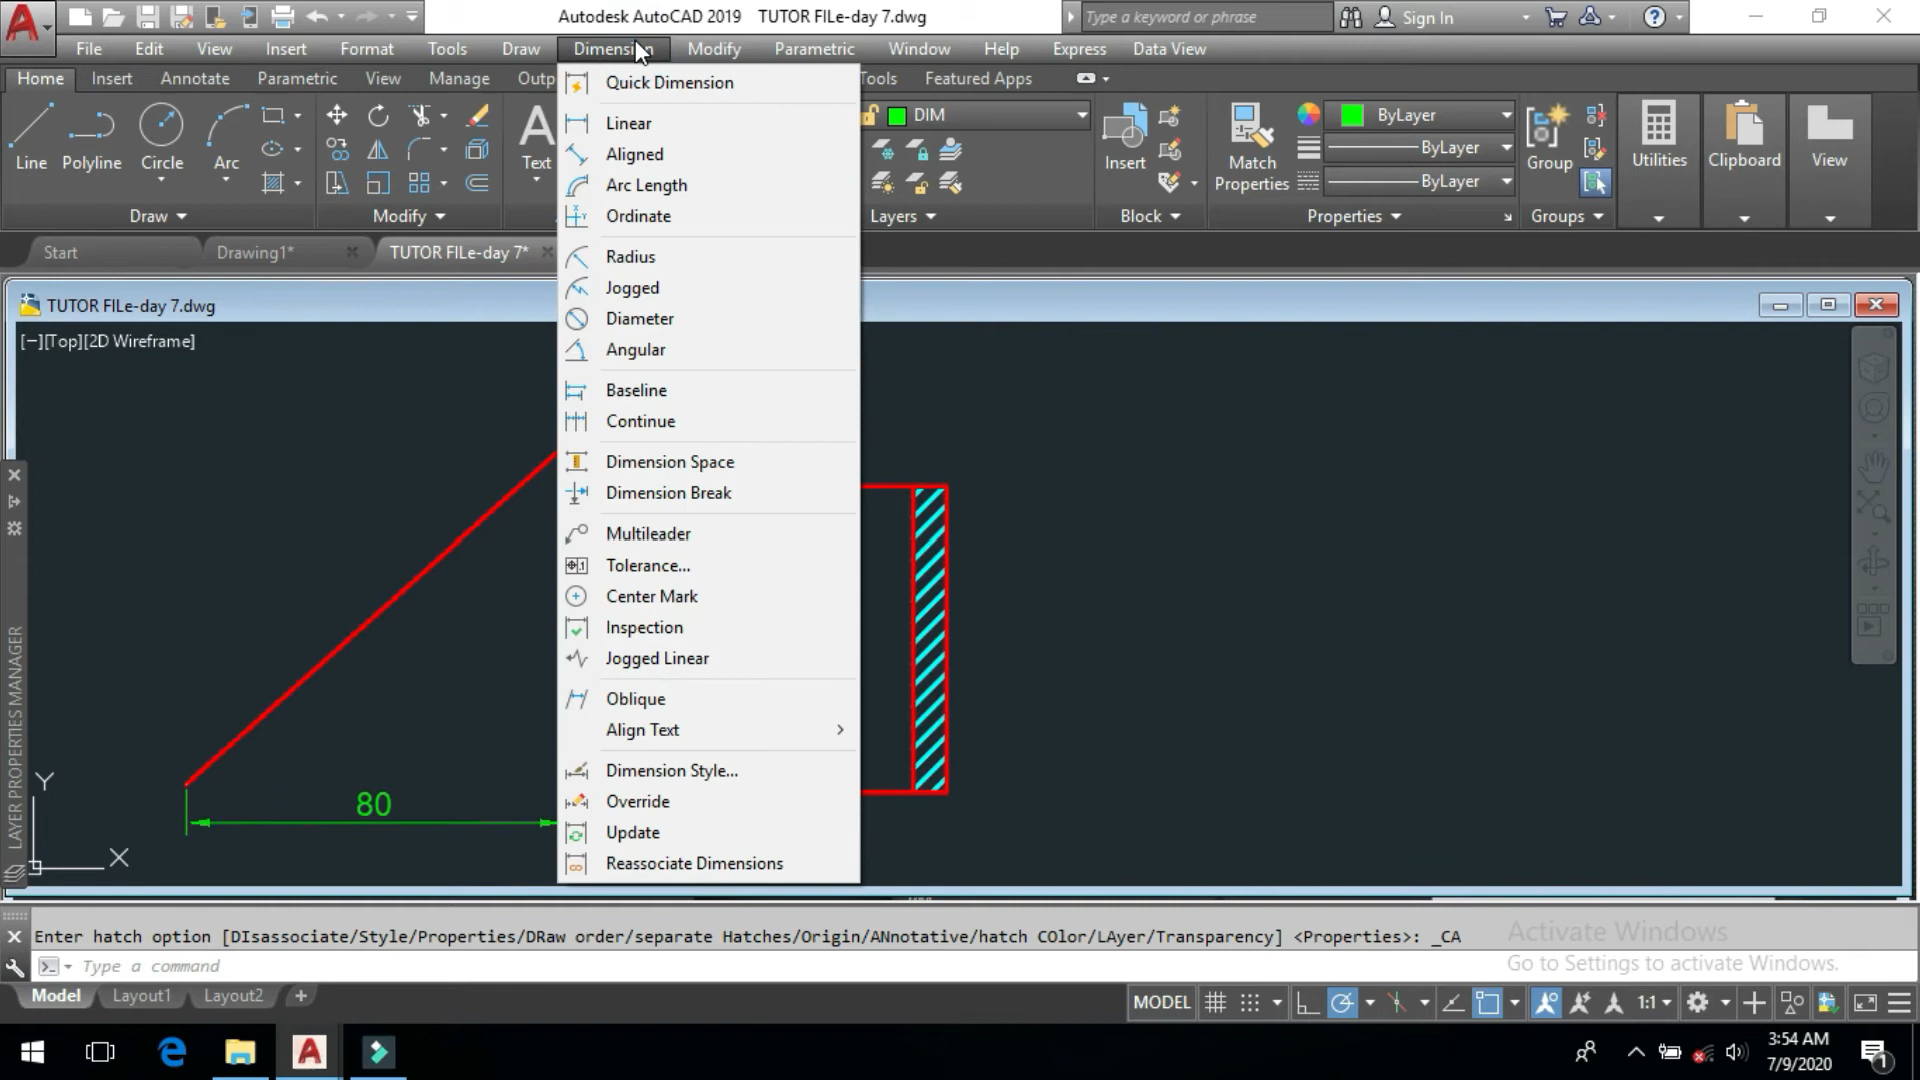 Autodesk AutoCAD 2019 TUTOR FILe-day 7.dwg
Type a keyword or phrase
Sign In
File Edit View Insert Format Tools Draw Dimension Modify Parametric Window Help Express Data View
Home Insert Annotate Parametric View Manage Outp Tools Featured Apps
Quick Dimension
Linear
Aligned
Arc Length
Ordinate
Radius
Jogged
Diameter
Angular
Baseline
Continue
Dimension Space
Dimension Break
Multileader
Tolerance...
Center Mark
Inspection
Jogged Linear
Oblique
Align Text
Dimension Style...
Override
Update
Reassociate Dimensions
Line Polyline Circle Arc
Text
DIM
Insert
Match
Properties
ByLayer
ByLayer
ByLayer
Group
Utilities
Clipboard
View
Draw Modify Layers Block Properties Groups
Start Drawing1* TUTOR FILe-day 7*
TUTOR FILe-day 7.dwg
[−][Top][2D Wireframe]
LAYER PROPERTIES MANAGER
80
Y
X
Enter hatch option [DIsassociate/Style/Properties/DRaw order/separate Hatches/Origin/ANnotative/hatch COlor/LAyer/Transparency] <Properties>: _CA
Type a command
Activate Windows
Go to Settings to activate Windows.
Model Layout1 Layout2 +
MODEL
1:1
3:54 AM
7/9/2020
1